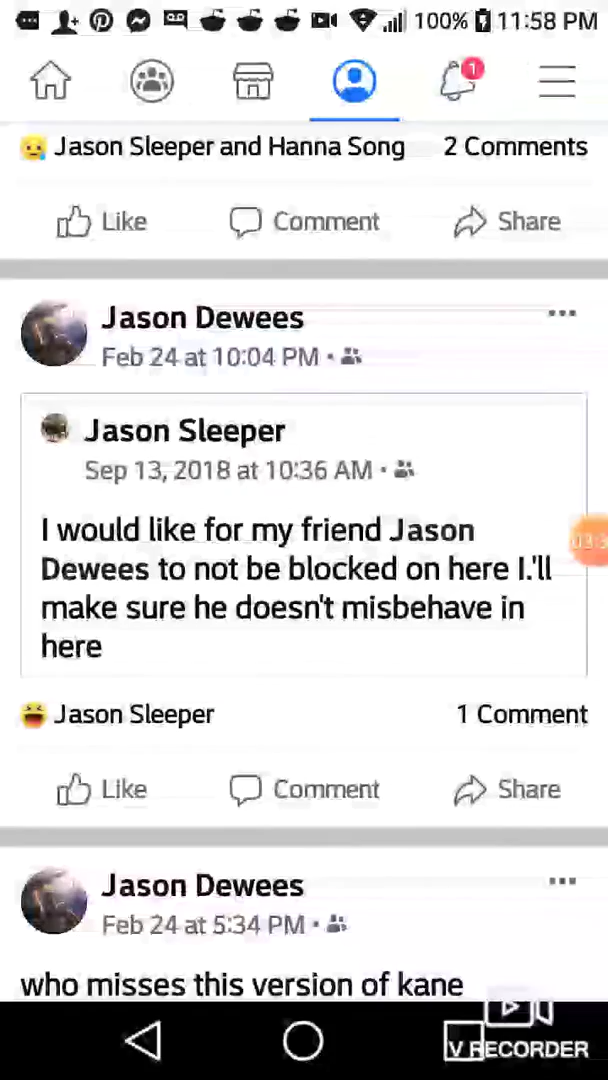 100% 11:58 PM
1
Jason Sleeper and Hanna Song 2 Comments
Like Comment Share
Jason Dewees
Feb 24 at 10:04 PM •
Jason Sleeper
Sep 13, 2018 at 10:36 AM •
I would like for my friend Jason
Dewees to not be blocked on here I.'ll
make sure he doesn't misbehave in
here
Jason Sleeper 1 Comment
Like Comment Share
Jason Dewees
Feb 24 at 5:34 PM •
who misses this version of kane
V RECORDER